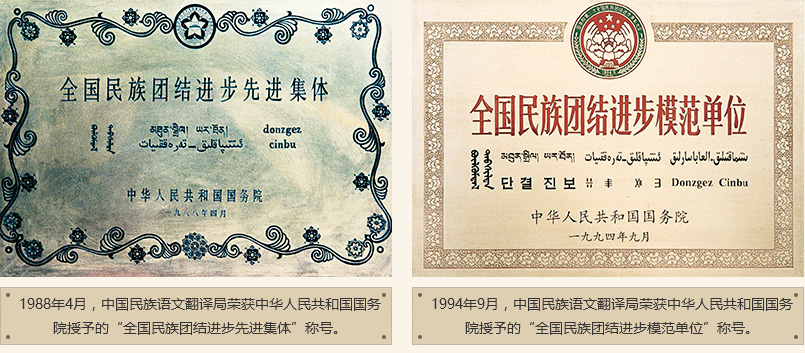 全国民族团结进步先进集体
མཐུན་སྒྲིལ། ཡར་ཐོན། donzgez
ئىتتىپاقلىق-تەرەققىيات cinbu
中华人民共和国国务院
一九八八年四月
1988年4月，中国民族语文翻译局荣获中华人民共和国国务
院授予的“全国民族团结进步先进集体”称号。
全国民族团结进步模范单位
མཐུན་སྒྲིལ། ཡར་ཐོན། ئىتتىپاقلىق-تەرەققىيات
단결 진보 Donzgez Cinbu
中华人民共和国国务院
一九九四年九月
1994年9月，中国民族语文翻译局荣获中华人民共和国国务
院授予的“全国民族团结进步模范单位”称号。